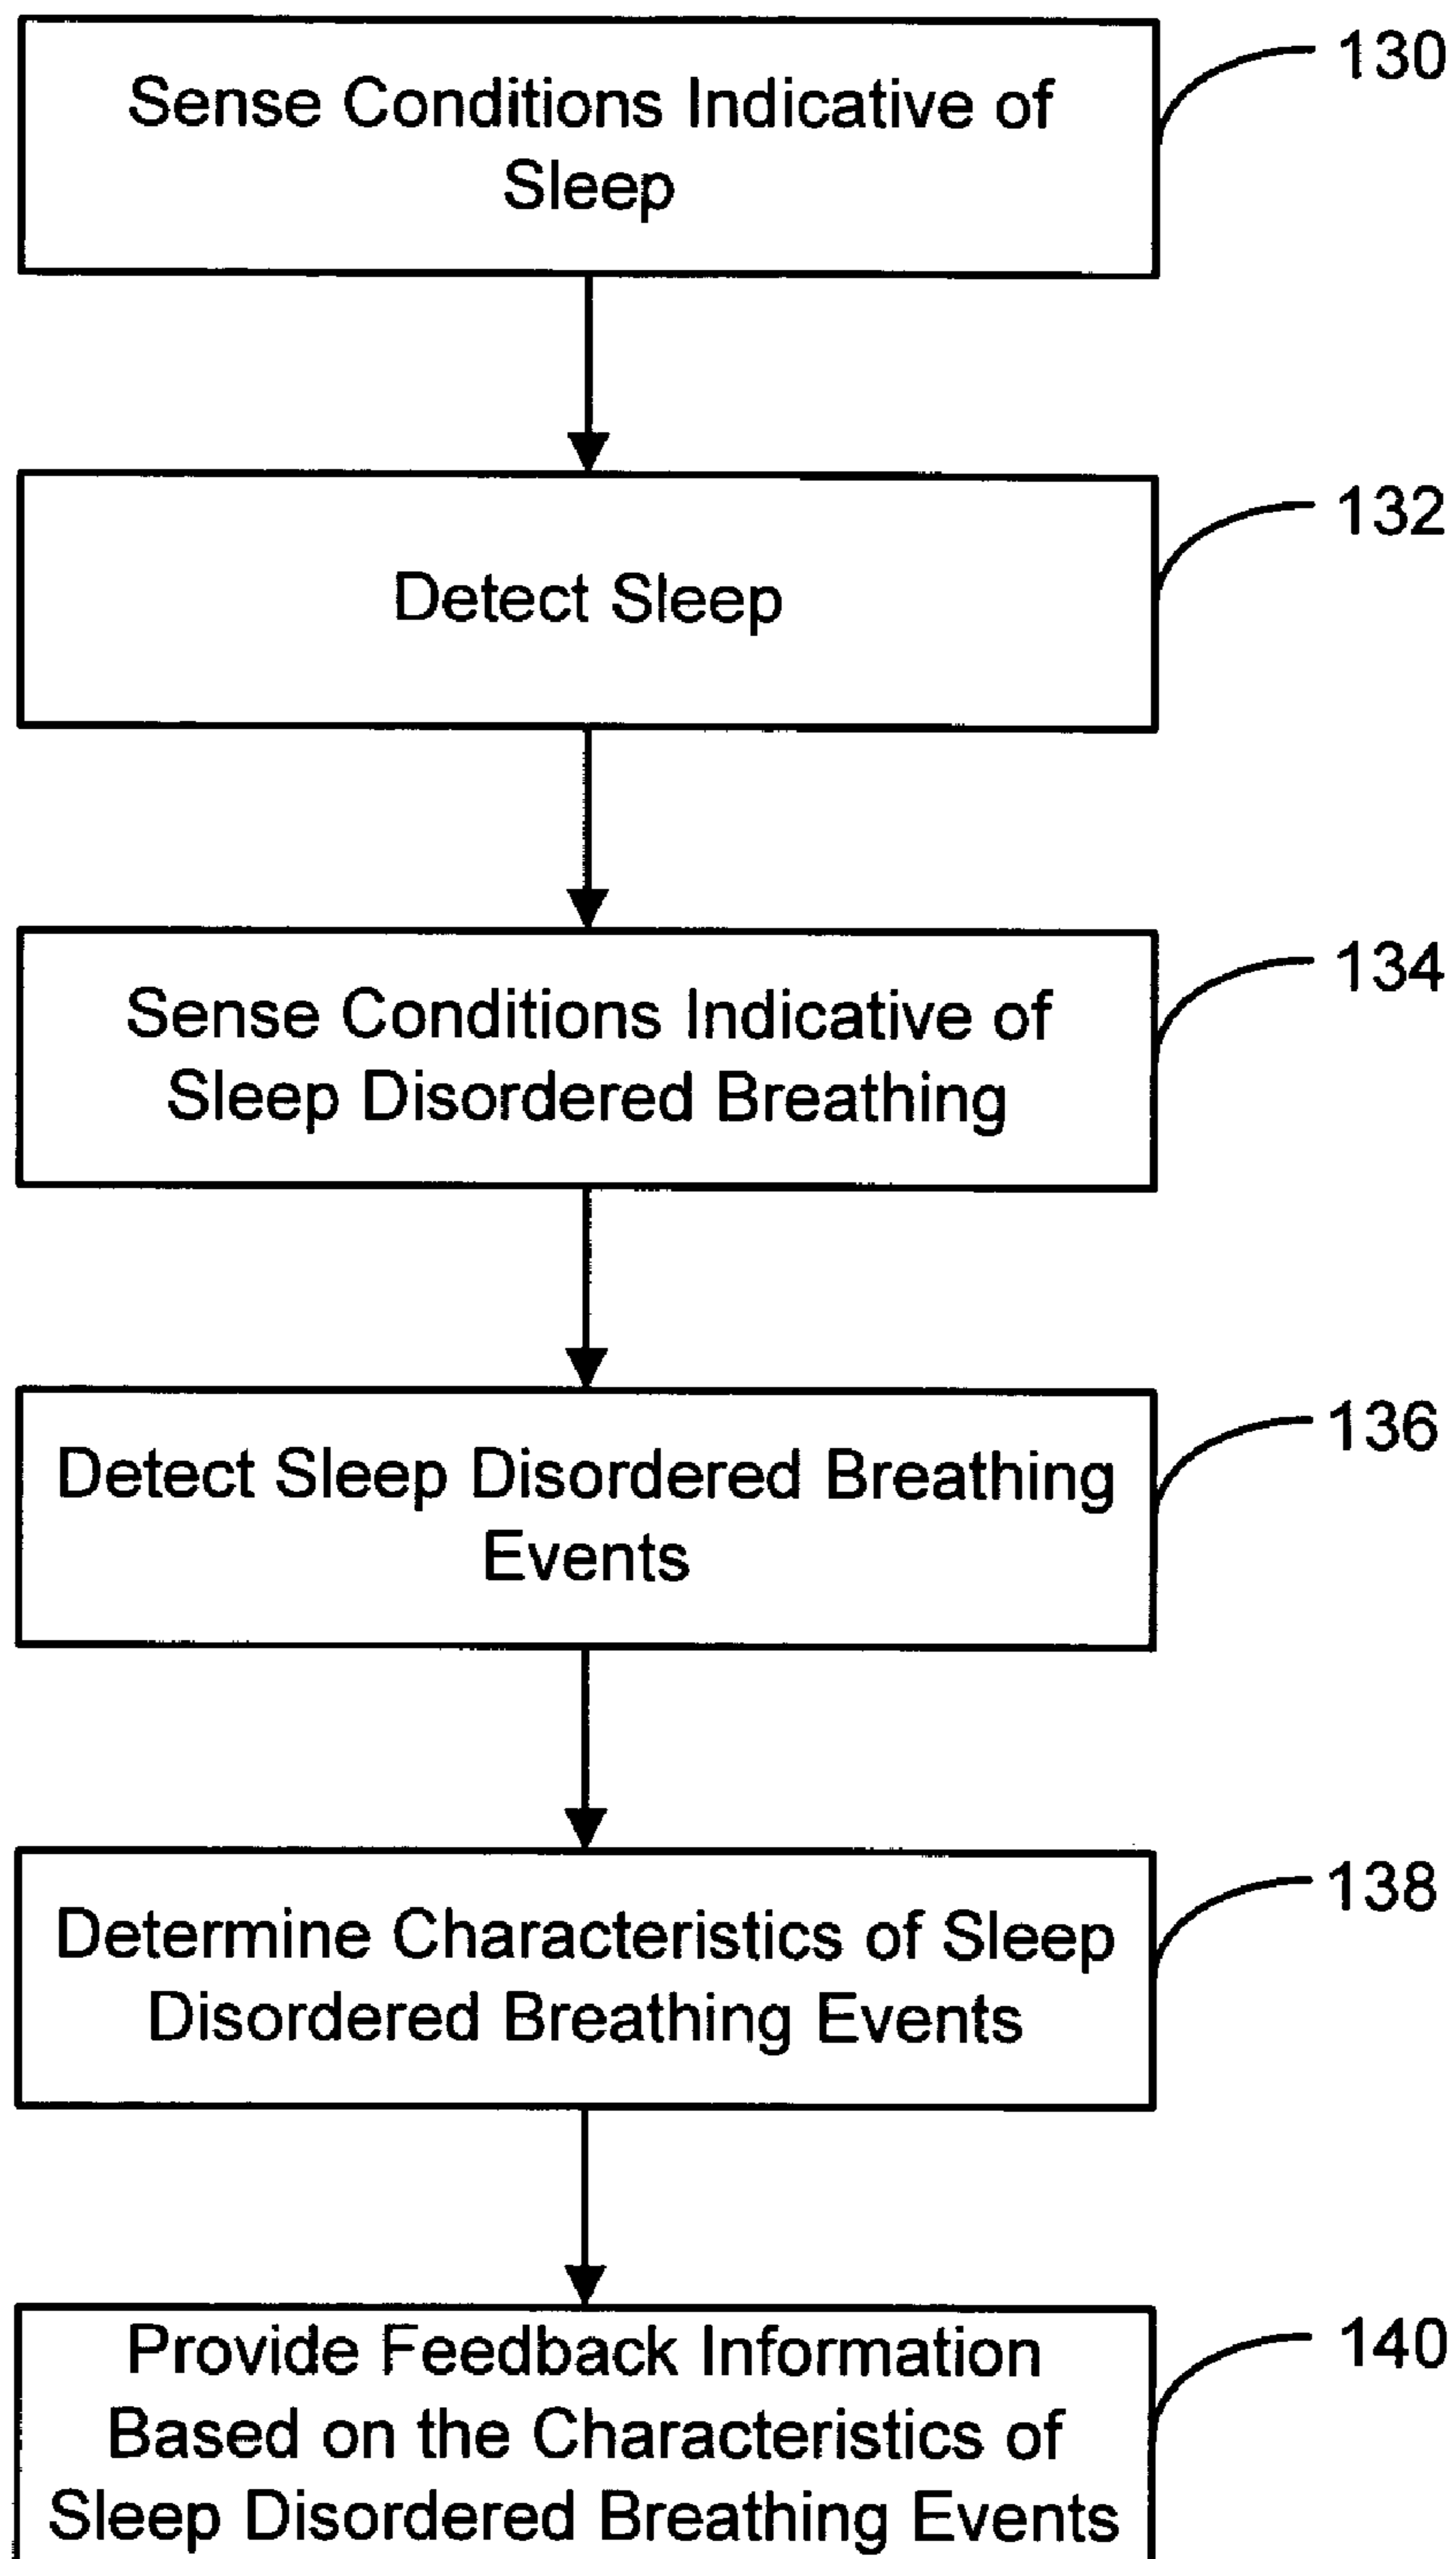 130
Sense Conditions Indicative of
Sleep
132
Detect Sleep
134
Sense Conditions Indicative of
Sleep Disordered Breathing
136
Detect Sleep Disordered Breathing
Events
138
Determine Characteristics of Sleep
Disordered Breathing Events
140
Provide Feedback Information
Based on the Characteristics of
Sleep Disordered Breathing Events